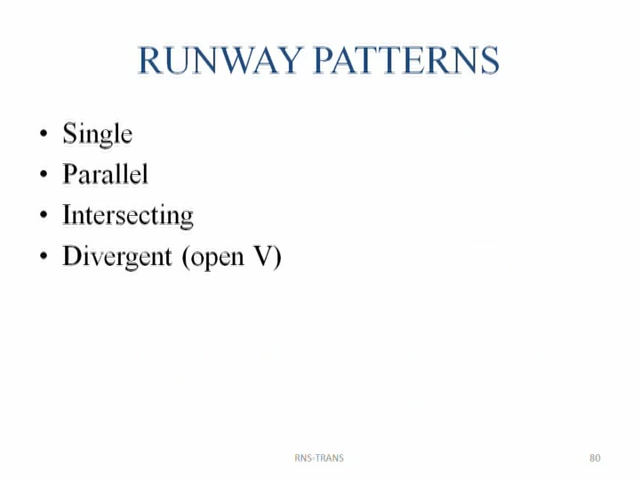 RUNWAY PATTERNS
• Single
• Parallel
• Intersecting
• Divergent (open V)
RNS-TRANS
80